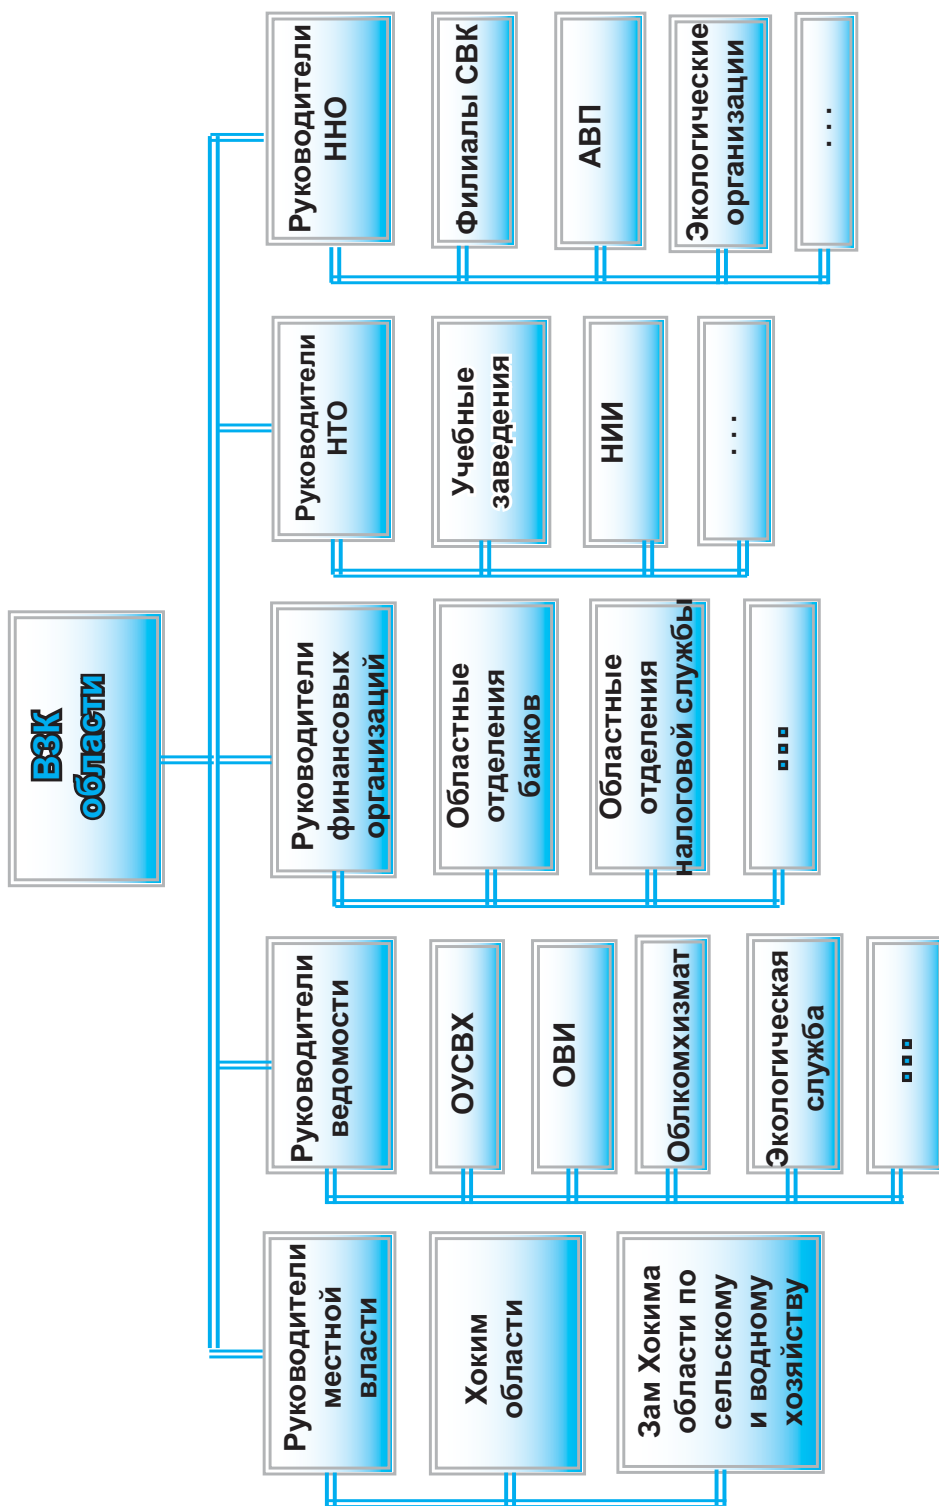 ВЗК
области
Руководители
местной
власти
Хоким
области
Зам Хокима
области по
сельскому
и водному
хозяйству
Руководители
ведомости
ОУСВХ
ОВИ
Облкомхизмат
Экологическая
служба
...
Руководители
финансовых
организаций
Областные
отделения
банков
Областные
отделения
налоговой службы
...
Руководители
НТО
Учебные
заведения
НИИ
. . .
Руководители
ННО
Филиалы СВК
АВП
Экологические
организации
. . .